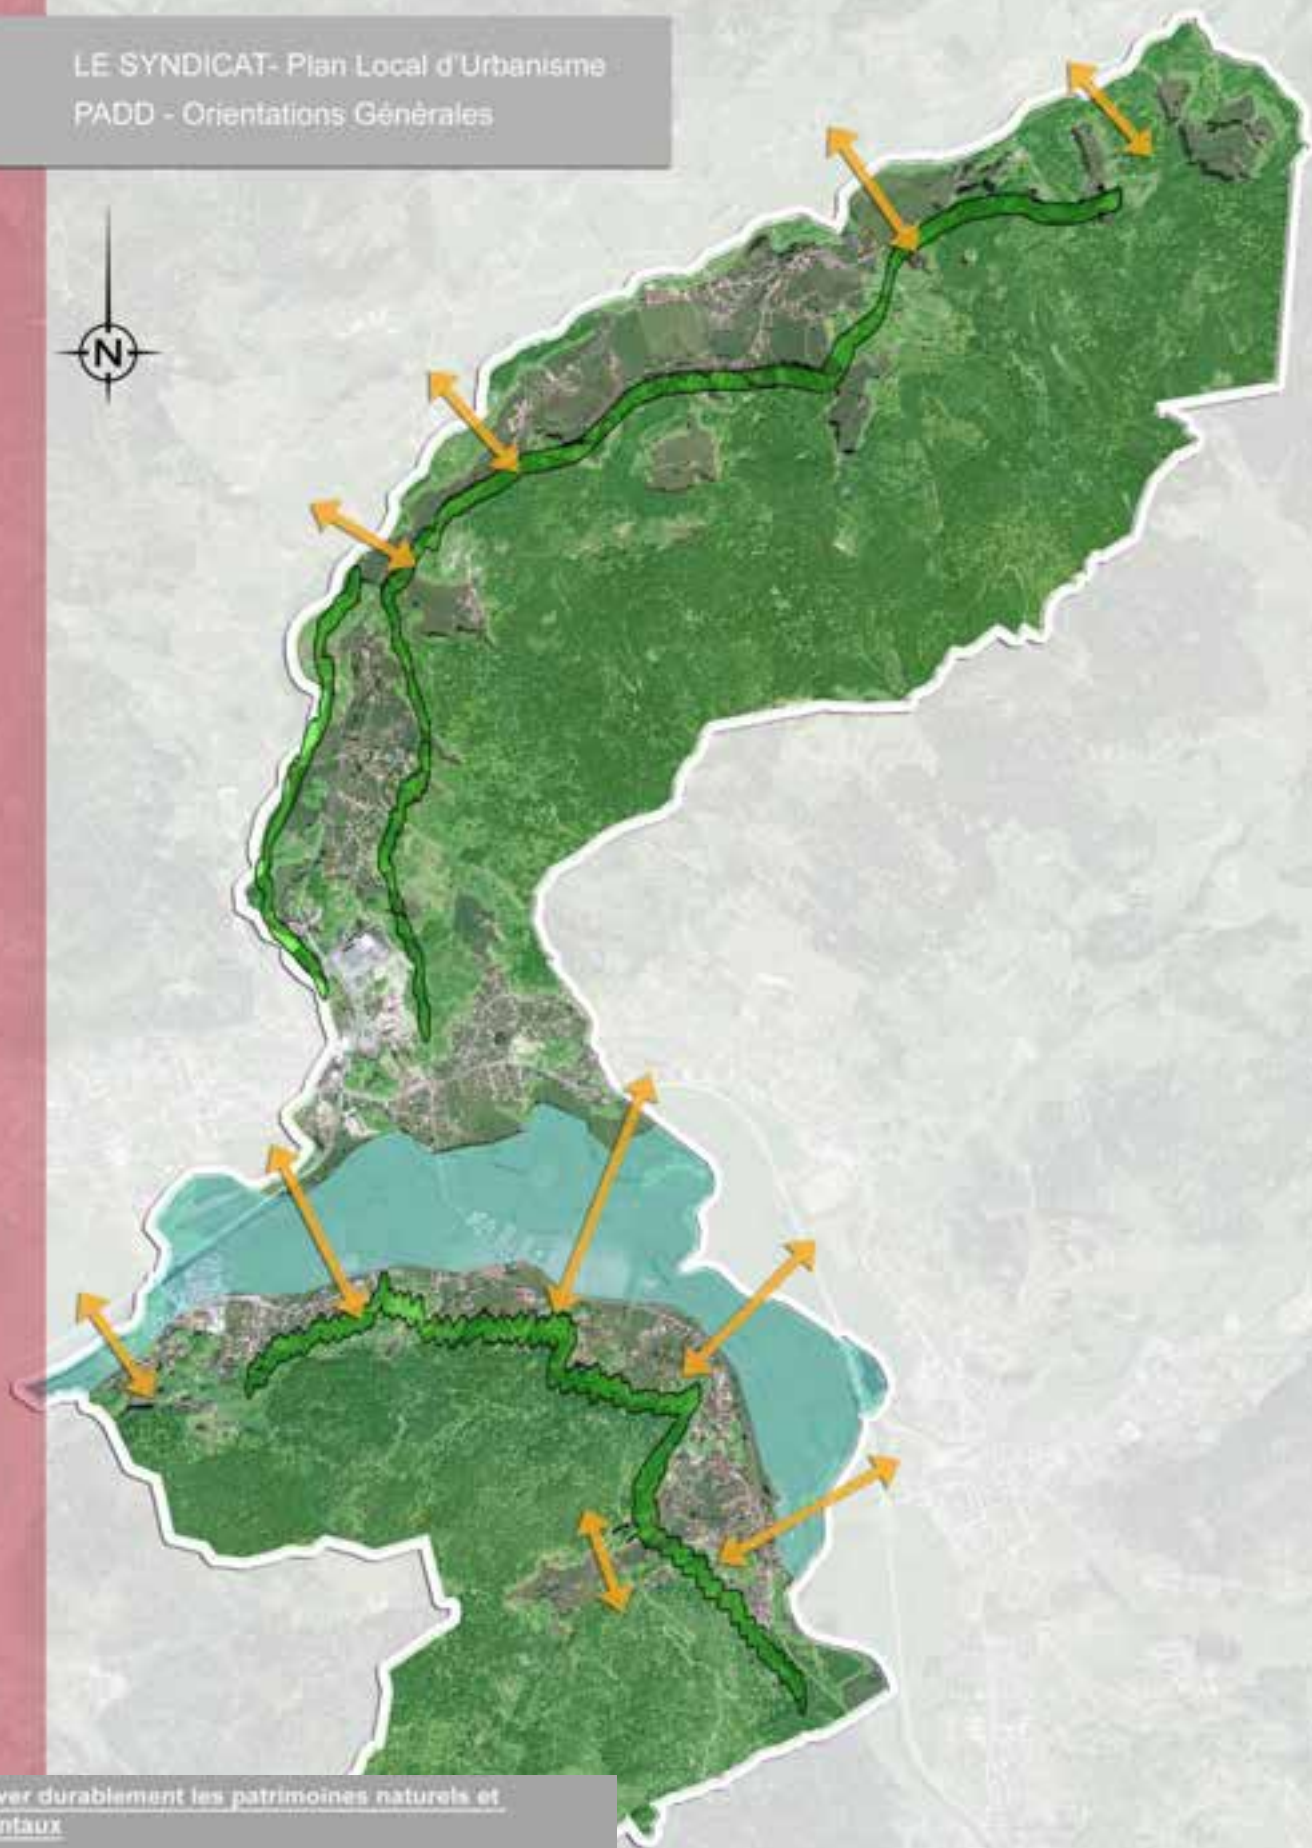 LE SYNDICAT- Plan Local d'Urbanisme
PADD - Orientations Générales
N
ver durablement les patrimoines naturels et
ntaux